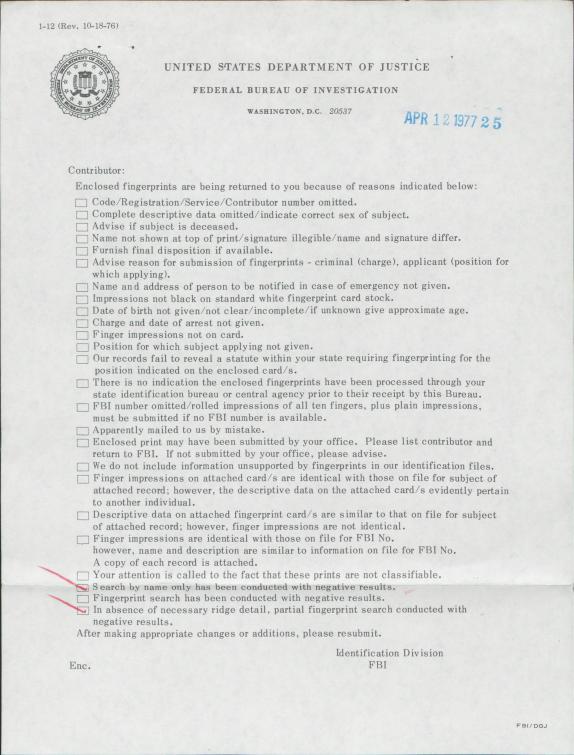 1-12 (Rev. 10-18-76)
UNITED STATES DEPARTMENT OF JUSTICE
FEDERAL BUREAU OF INVESTIGATION
WASHINGTON, D.C. 20537
APR 12 1977 25
Contributor:
Enclosed fingerprints are being returned to you because of reasons indicated below:
Code/Registration/Service/Contributor number omitted.
Complete descriptive data omitted/indicate correct sex of subject.
Advise if subject is deceased.
Name not shown at top of print/signature illegible/name and signature differ.
Furnish final disposition if available.
Advise reason for submission of fingerprints - criminal (charge), applicant (position for
which applying).
Name and address of person to be notified in case of emergency not given.
Impressions not black on standard white fingerprint card stock.
Date of birth not given/not clear/incomplete/if unknown give approximate age.
Charge and date of arrest not given.
Finger impressions not on card.
Position for which subject applying not given.
Our records fail to reveal a statute within your state requiring fingerprinting for the
position indicated on the enclosed card/s.
There is no indication the enclosed fingerprints have been processed through your
state identification bureau or central agency prior to their receipt by this Bureau.
FBI number omitted/rolled impressions of all ten fingers, plus plain impressions,
must be submitted if no FBI number is available.
Apparently mailed to us by mistake.
Enclosed print may have been submitted by your office. Please list contributor and
return to FBI. If not submitted by your office, please advise.
We do not include information unsupported by fingerprints in our identification files.
Finger impressions on attached card/s are identical with those on file for subject of
attached record; however, the descriptive data on the attached card/s evidently pertain
to another individual.
Descriptive data on attached fingerprint card/s are similar to that on file for subject
of attached record; however, finger impressions are not identical.
Finger impressions are identical with those on file for FBI No.
however, name and description are similar to information on file for FBI No.
A copy of each record is attached.
Your attention is called to the fact that these prints are not classifiable.
Search by name only has been conducted with negative results.
Fingerprint search has been conducted with negative results.
In absence of necessary ridge detail, partial fingerprint search conducted with
negative results.
After making appropriate changes or additions, please resubmit.
Identification Division
Enc. FBI
FBI/DOJ